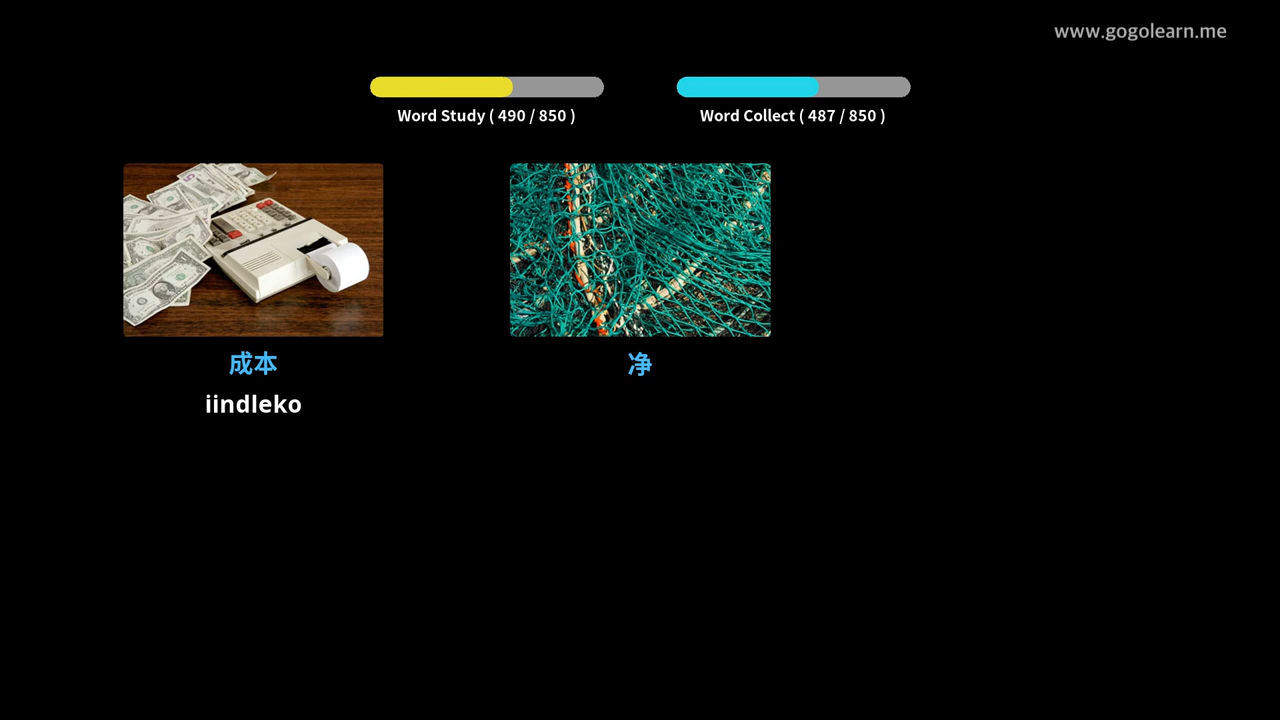 www.gogolearn.me
Word Study ( 490 / 850 )
Word Collect ( 487 / 850 )
成本
净
iindleko